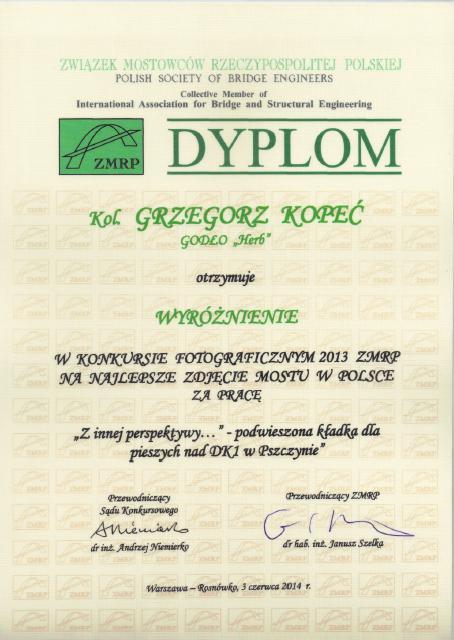 ZWIĄZEK MOSTOWCÓW RZECZYPOSPOLITEJ POLSKIEJ
POLISH SOCIETY OF BRIDGE ENGINEERS
Collective Member of
International Association for Bridge and Structural Engineering
ZMRP
DYPLOM
Kol. GRZEGORZ KOPEĆ
GODŁO „Herb”
otrzymuje
WYRÓŻNIENIE
W KONKURSIE FOTOGRAFICZNYM 2013 ZMRP
NA NAJLEPSZE ZDJĘCIE MOSTU W POLSCE
ZA PRACĘ
„Z innej perspektywy…” - podwieszona kładka dla
pieszych nad DK1 w Pszczynie”
Przewodniczący
Sądu Konkursowego
A Niemierko
dr inż. Andrzej Niemierko
Przewodniczący ZMRP
dr hab. inż. Janusz Szelka
Warszawa – Rosnówko, 3 czerwca 2014 r.